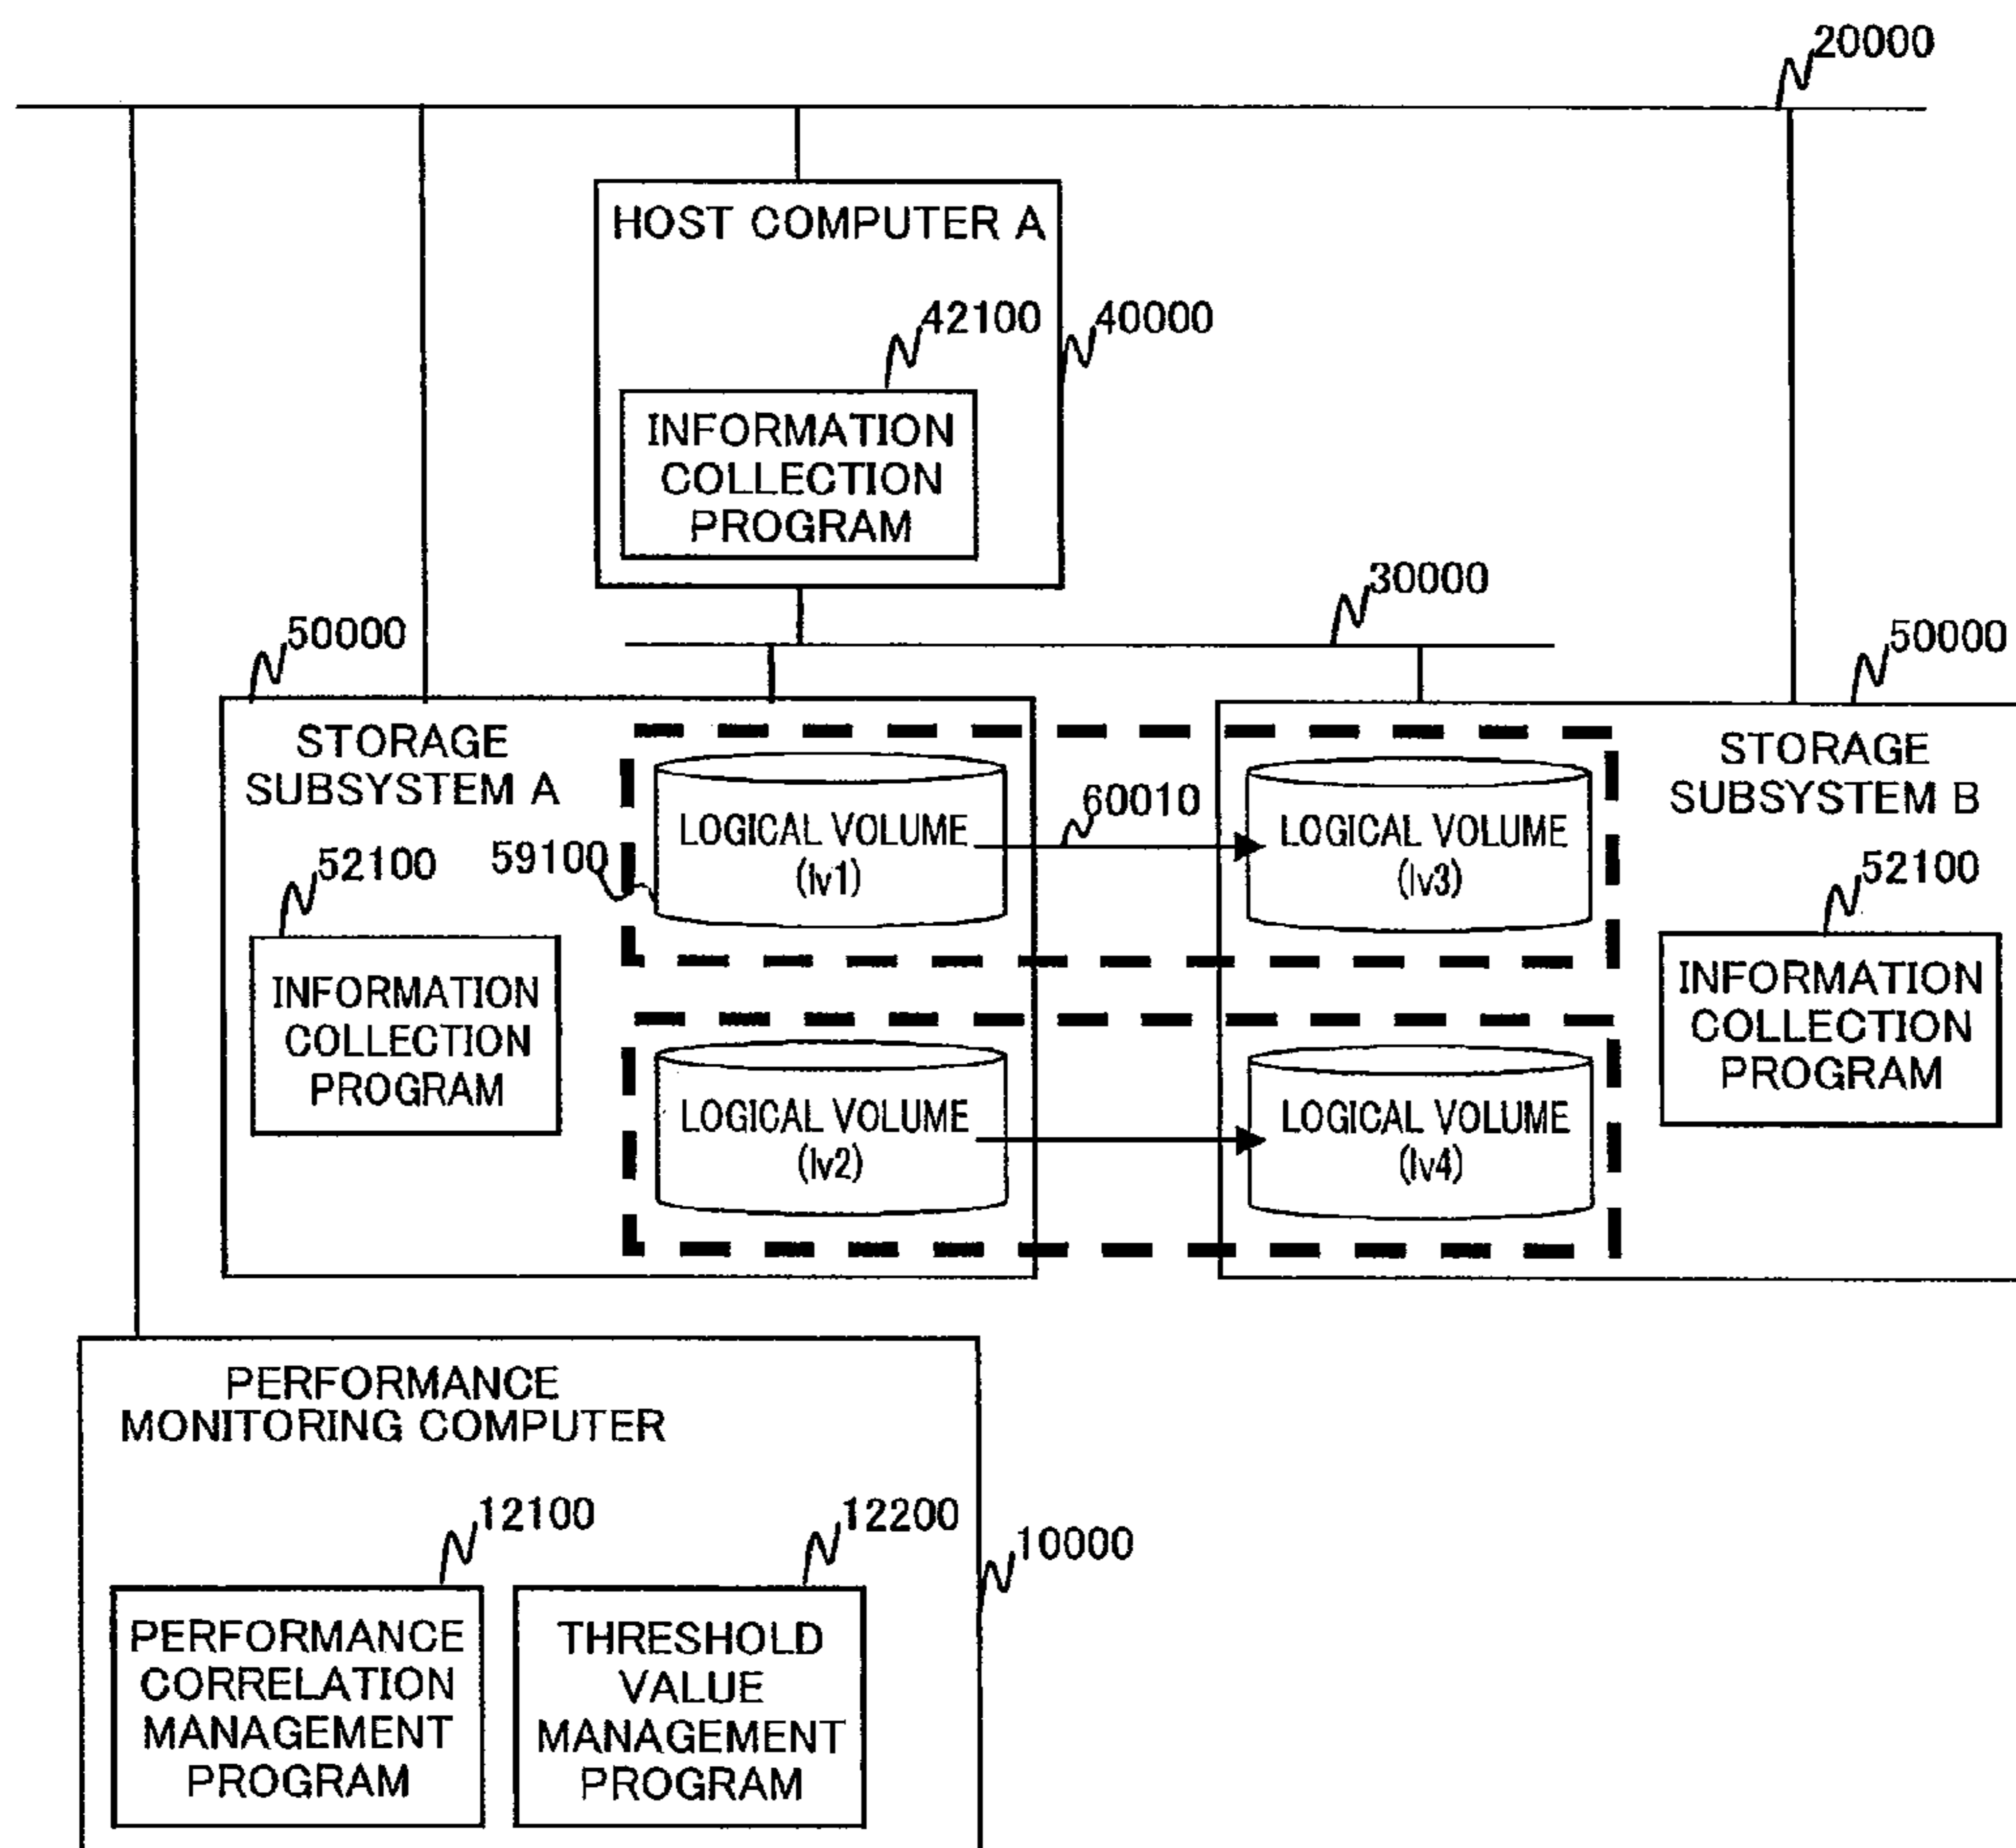 20000
HOST COMPUTER A
42100
40000
INFORMATION
COLLECTION
PROGRAM
30000
50000
50000
STORAGE
SUBSYSTEM A
STORAGE
SUBSYSTEM B
LOGICAL VOLUME
(lv1)
60010
LOGICAL VOLUME
(lv3)
59100
52100
52100
INFORMATION
COLLECTION
PROGRAM
INFORMATION
COLLECTION
PROGRAM
LOGICAL VOLUME
(lv2)
LOGICAL VOLUME
(lv4)
PERFORMANCE
MONITORING COMPUTER
12100
12200
10000
PERFORMANCE
CORRELATION
MANAGEMENT
PROGRAM
THRESHOLD
VALUE
MANAGEMENT
PROGRAM